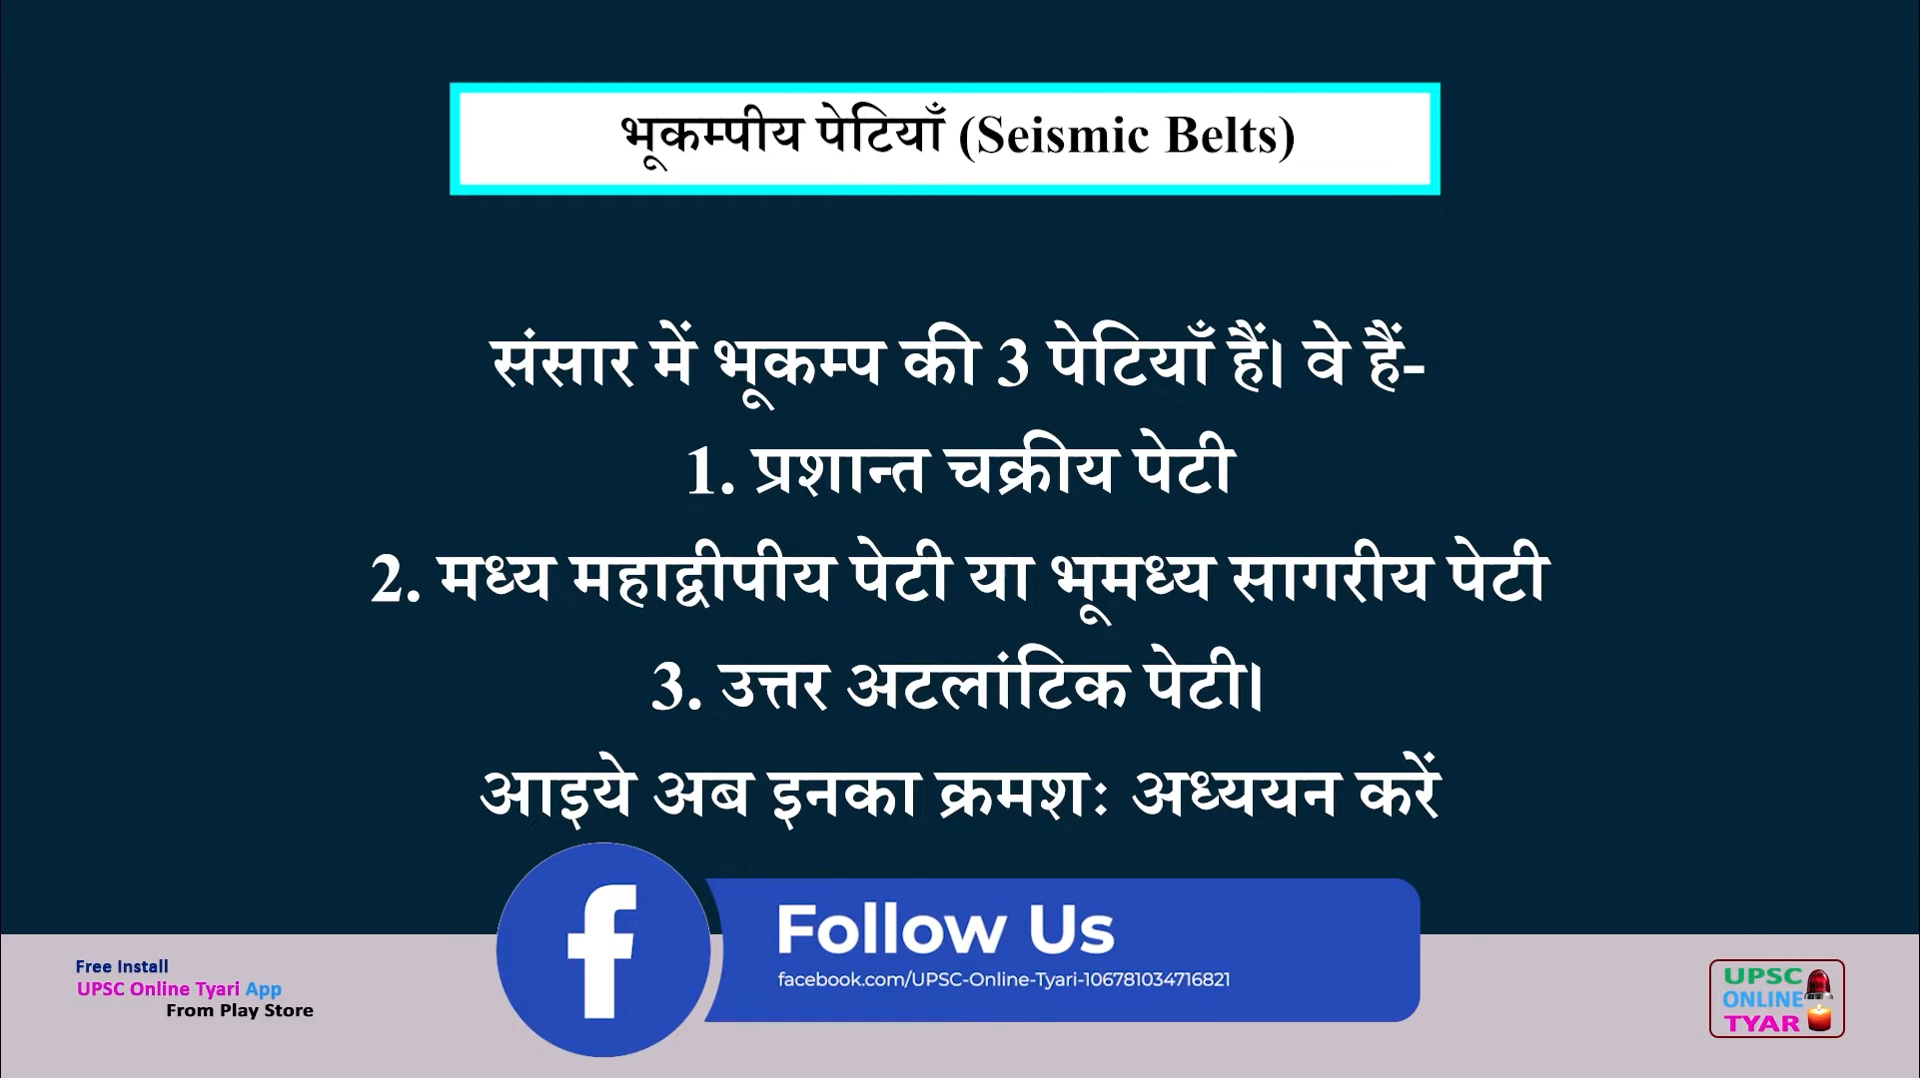 भूकम्पीय पेटियाँ (Seismic Belts)
संसार में भूकम्प की 3 पेटियाँ हैं। वे हैं-
1. प्रशान्त चक्रीय पेटी
2. मध्य महाद्वीपीय पेटी या भूमध्य सागरीय पेटी
3. उत्तर अटलांटिक पेटी।
आइये अब इनका क्रमशः अध्ययन करें
Follow Us
facebook.com/UPSC-Online-Tyari-106781034716821
Free Install
UPSC Online Tyari App
From Play Store
UPSC
ONLINE
TYAR